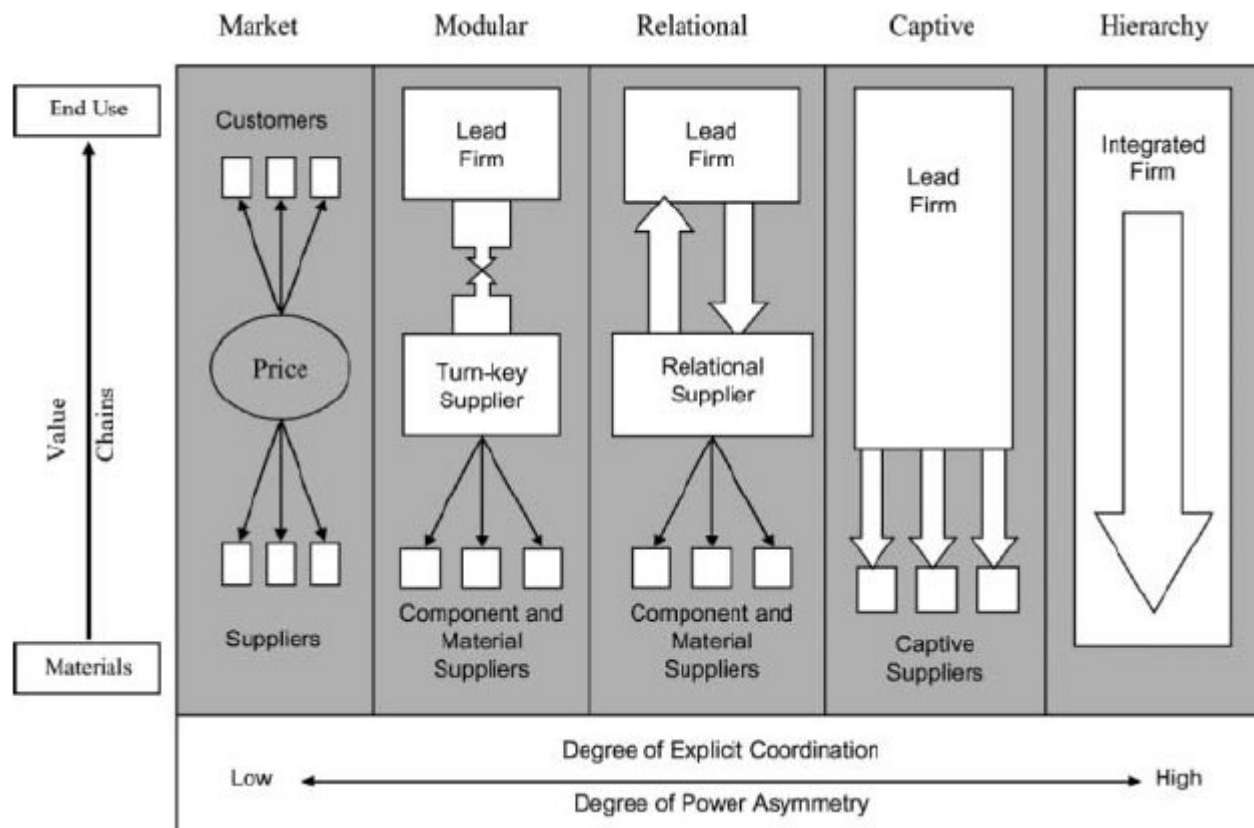 Market
Modular
Relational
Captive
Hierarchy
End Use
Value
Chains
Materials
Customers
Price
Suppliers
Lead
Firm
Turn-key
Supplier
Component and
Material
Suppliers
Lead
Firm
Relational
Supplier
Component and
Material
Suppliers
Lead
Firm
Captive
Suppliers
Integrated
Firm
Degree of Explicit Coordination
Low
High
Degree of Power Asymmetry